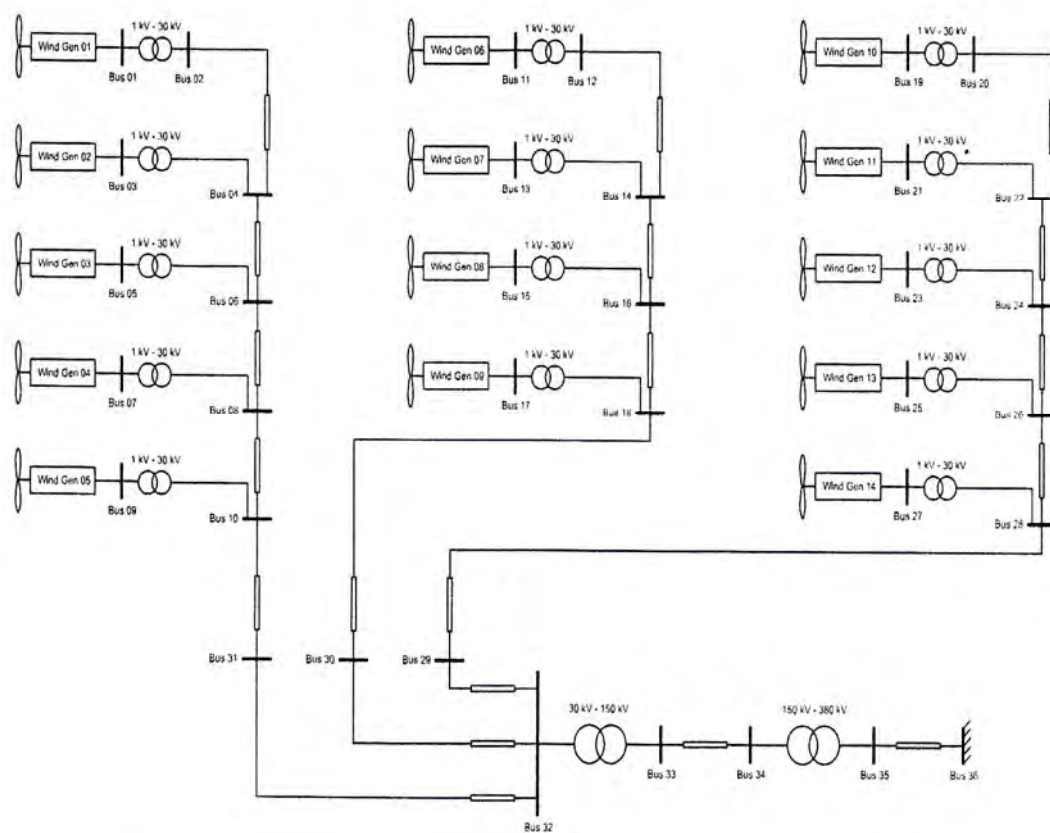 1 kV - 30 kV
Wind Gen 01
Bus 01
Bus 02
1 kV - 30 kV
Wind Gen 02
Bus 03
Bus 04
1 kV - 30 kV
Wind Gen 03
Bus 05
Bus 06
1 kV - 30 kV
Wind Gen 04
Bus 07
Bus 08
1 kV - 30 kV
Wind Gen 05
Bus 09
Bus 10
1 kV - 30 kV
Wind Gen 06
Bus 11
Bus 12
1 kV - 30 kV
Wind Gen 07
Bus 13
Bus 14
1 kV - 30 kV
Wind Gen 08
Bus 15
Bus 16
1 kV - 30 kV
Wind Gen 09
Bus 17
Bus 18
1 kV - 30 kV
Wind Gen 10
Bus 19
Bus 20
1 kV - 30 kV
Wind Gen 11
Bus 21
Bus 22
1 kV - 30 kV
Wind Gen 12
Bus 23
Bus 24
1 kV - 30 kV
Wind Gen 13
Bus 25
Bus 26
1 kV - 30 kV
Wind Gen 14
Bus 27
Bus 28
Bus 31
Bus 30
Bus 29
30 kV - 150 kV
150 kV - 380 kV
Bus 33
Bus 34
Bus 35
Bus 36
Bus 32